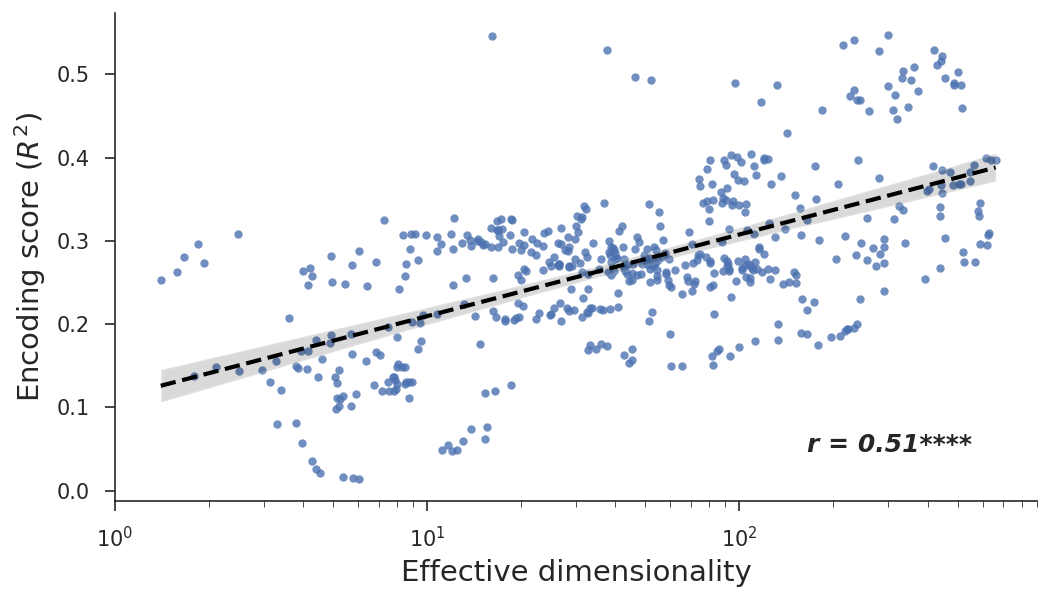 Encoding score (R²)
0.5
0.4
0.3
0.2
0.1
0.0
r = 0.51****
10⁰ 10¹ 10²
Effective dimensionality